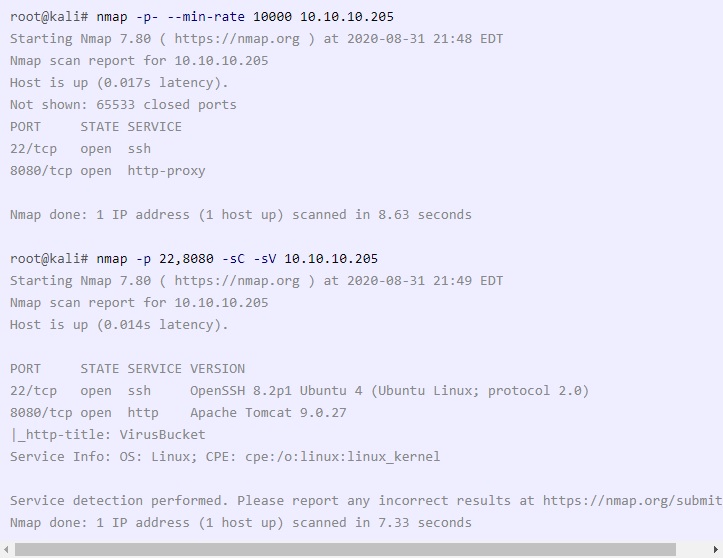 root@kali# nmap -p- --min-rate 10000 10.10.10.205
Starting Nmap 7.80 ( https://nmap.org ) at 2020-08-31 21:48 EDT
Nmap scan report for 10.10.10.205
Host is up (0.017s latency).
Not shown: 65533 closed ports
PORT     STATE SERVICE
22/tcp   open  ssh
8080/tcp open  http-proxy

Nmap done: 1 IP address (1 host up) scanned in 8.63 seconds

root@kali# nmap -p 22,8080 -sC -sV 10.10.10.205
Starting Nmap 7.80 ( https://nmap.org ) at 2020-08-31 21:49 EDT
Nmap scan report for 10.10.10.205
Host is up (0.014s latency).

PORT     STATE SERVICE VERSION
22/tcp   open  ssh     OpenSSH 8.2p1 Ubuntu 4 (Ubuntu Linux; protocol 2.0)
8080/tcp open  http    Apache Tomcat 9.0.27
|_http-title: VirusBucket
Service Info: OS: Linux; CPE: cpe:/o:linux:linux_kernel

Service detection performed. Please report any incorrect results at https://nmap.org/submit
Nmap done: 1 IP address (1 host up) scanned in 7.33 seconds